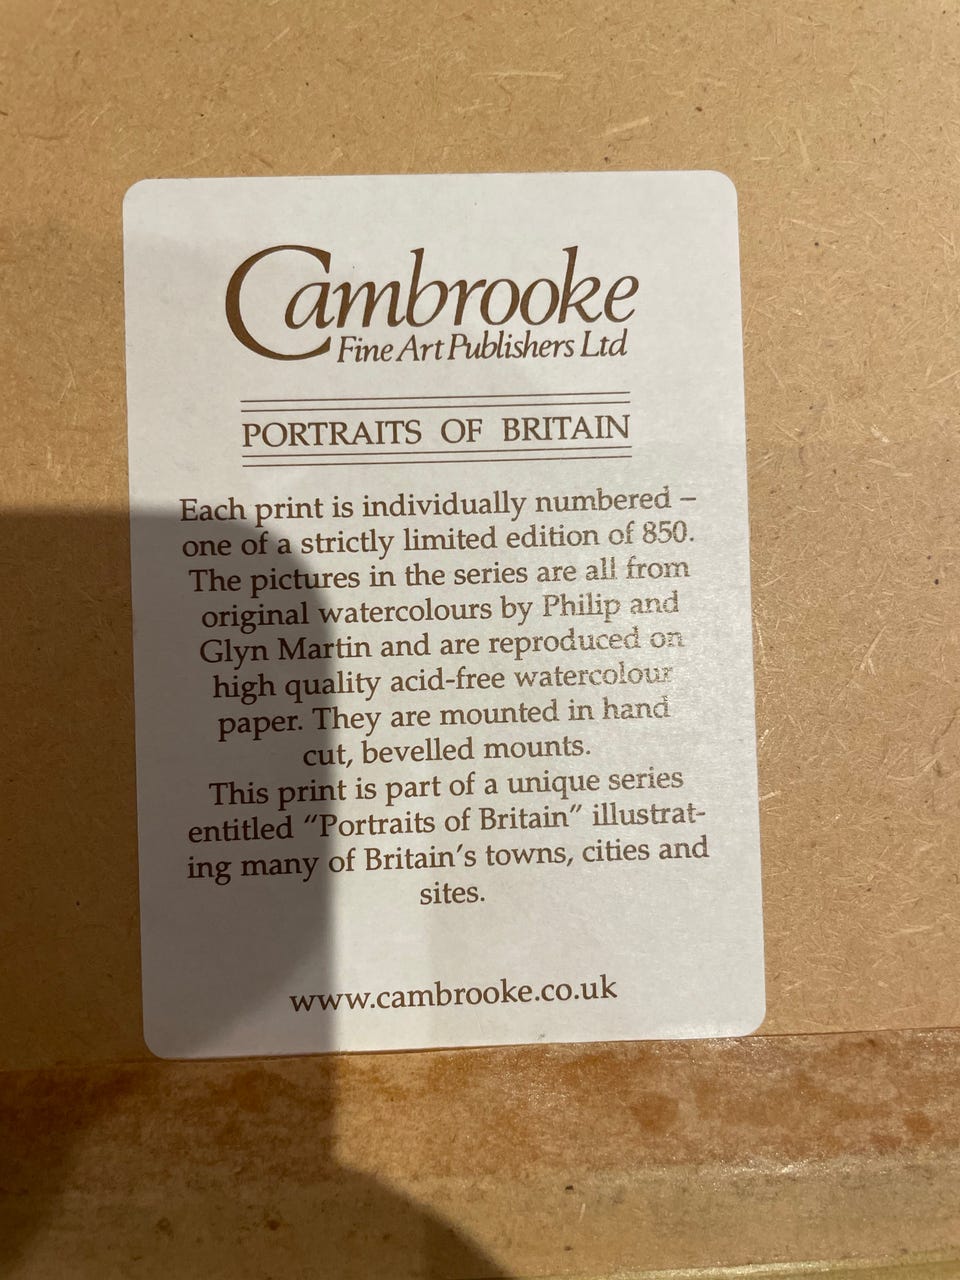 Cambrooke
Fine Art Publishers Ltd
PORTRAITS OF BRITAIN
Each print is individually numbered –
one of a strictly limited edition of 850.
The pictures in the series are all from
original watercolours by Philip and
Glyn Martin and are reproduced on
high quality acid-free watercolour
paper. They are mounted in hand
cut, bevelled mounts.
This print is part of a unique series
entitled “Portraits of Britain” illustrat-
ing many of Britain’s towns, cities and
sites.
www.cambrooke.co.uk